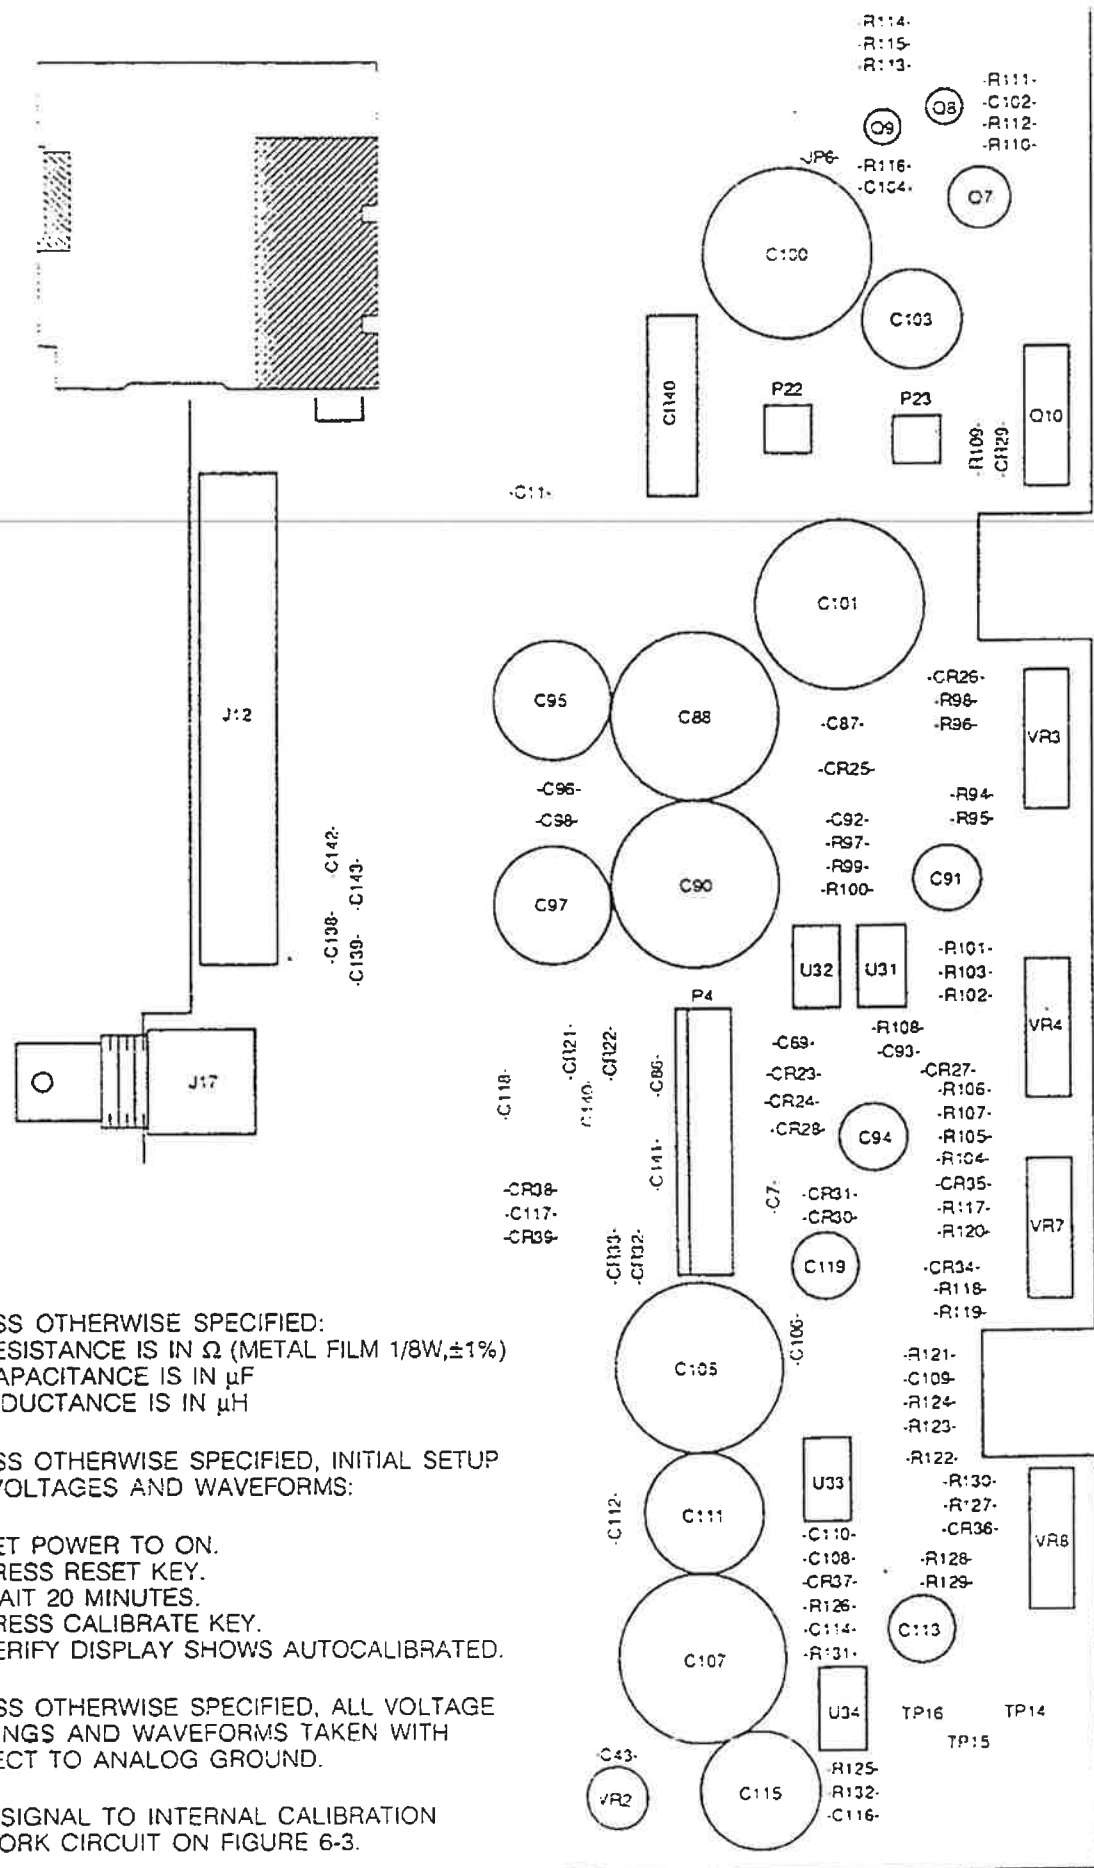 -R114-
-R115-
-R113-
-R111-
-C102-
-R112-
-R110-
Q8
Q9
-JP6-
-R116-
-C104-
Q7
C100
C103
CR40
P22
P23
-R109-
-CR29-
Q10
-C11-
C101
J12
C95
C88
-CR26-
-R98-
-R96-
-C87-
VR3
-CR25-
-C96-
-C98-
-R94-
-R95-
-C92-
-R97-
-R99-
-R100-
-C142-
-C143-
-C138-
-C139-
C97
C90
C91
U32
U31
-R101-
-R103-
-R102-
P4
VR4
-R108-
-C93-
-C69-
-CR21-
-CR22-
-C118-
-C140-
-C86-
-CR23-
-CR24-
-CR28-
-CR27-
-R106-
-R107-
-R105-
-R104-
C94
J17
-C141-
-CR38-
-C117-
-CR39-
-C7-
-CR31-
-CR30-
-CR35-
-R117-
-R120-
VR7
-CR33-
-CR32-
C119
-CR34-
-R118-
-R119-
SS OTHERWISE SPECIFIED:
ESISTANCE IS IN Ω (METAL FILM 1/8W,±1%)
APACITANCE IS IN µF
DUCTANCE IS IN µH
C105
-C106-
-R121-
-C109-
-R124-
-R123-
-R122-
SS OTHERWISE SPECIFIED, INITIAL SETUP
VOLTAGES AND WAVEFORMS:
U33
-R130-
-R127-
-CR36-
-C112-
C111
VR8
ET POWER TO ON.
RESS RESET KEY.
AIT 20 MINUTES.
RESS CALIBRATE KEY.
ERIFY DISPLAY SHOWS AUTOCALIBRATED.
-C110-
-C108-
-CR37-
-R126-
-C114-
-R131-
-R128-
-R129-
C113
C107
SS OTHERWISE SPECIFIED, ALL VOLTAGE
INGS AND WAVEFORMS TAKEN WITH
ECT TO ANALOG GROUND.
U34
TP16
TP14
TP15
-C43-
VR2
C115
-R125-
-R132-
-C116-
SIGNAL TO INTERNAL CALIBRATION
ORK CIRCUIT ON FIGURE 6-3.